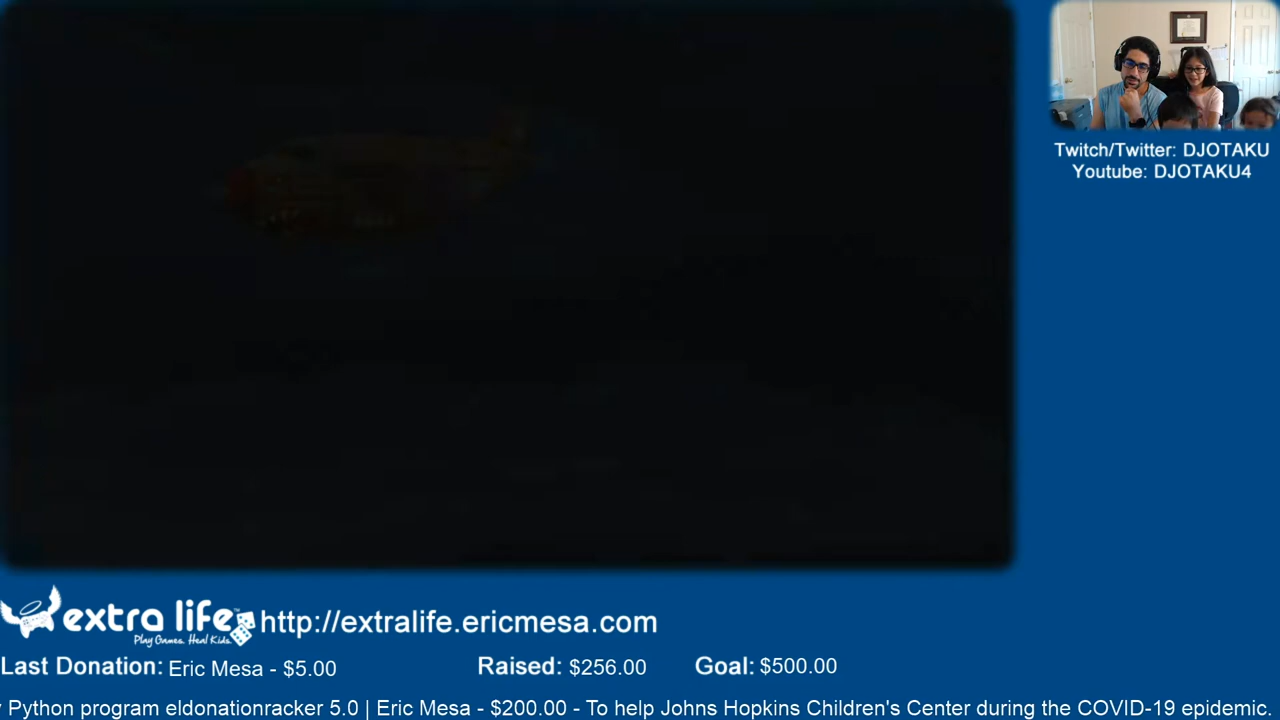 Twitch/Twitter: DJOTAKU
Youtube: DJOTAKU4
extra life
Play Games. Heal Kids.
http://extralife.ericmesa.com
Last Donation: Eric Mesa - $5.00 Raised: $256.00 Goal: $500.00
Python program eldonationracker 5.0 | Eric Mesa - $200.00 - To help Johns Hopkins Children's Center during the COVID-19 epidemic.